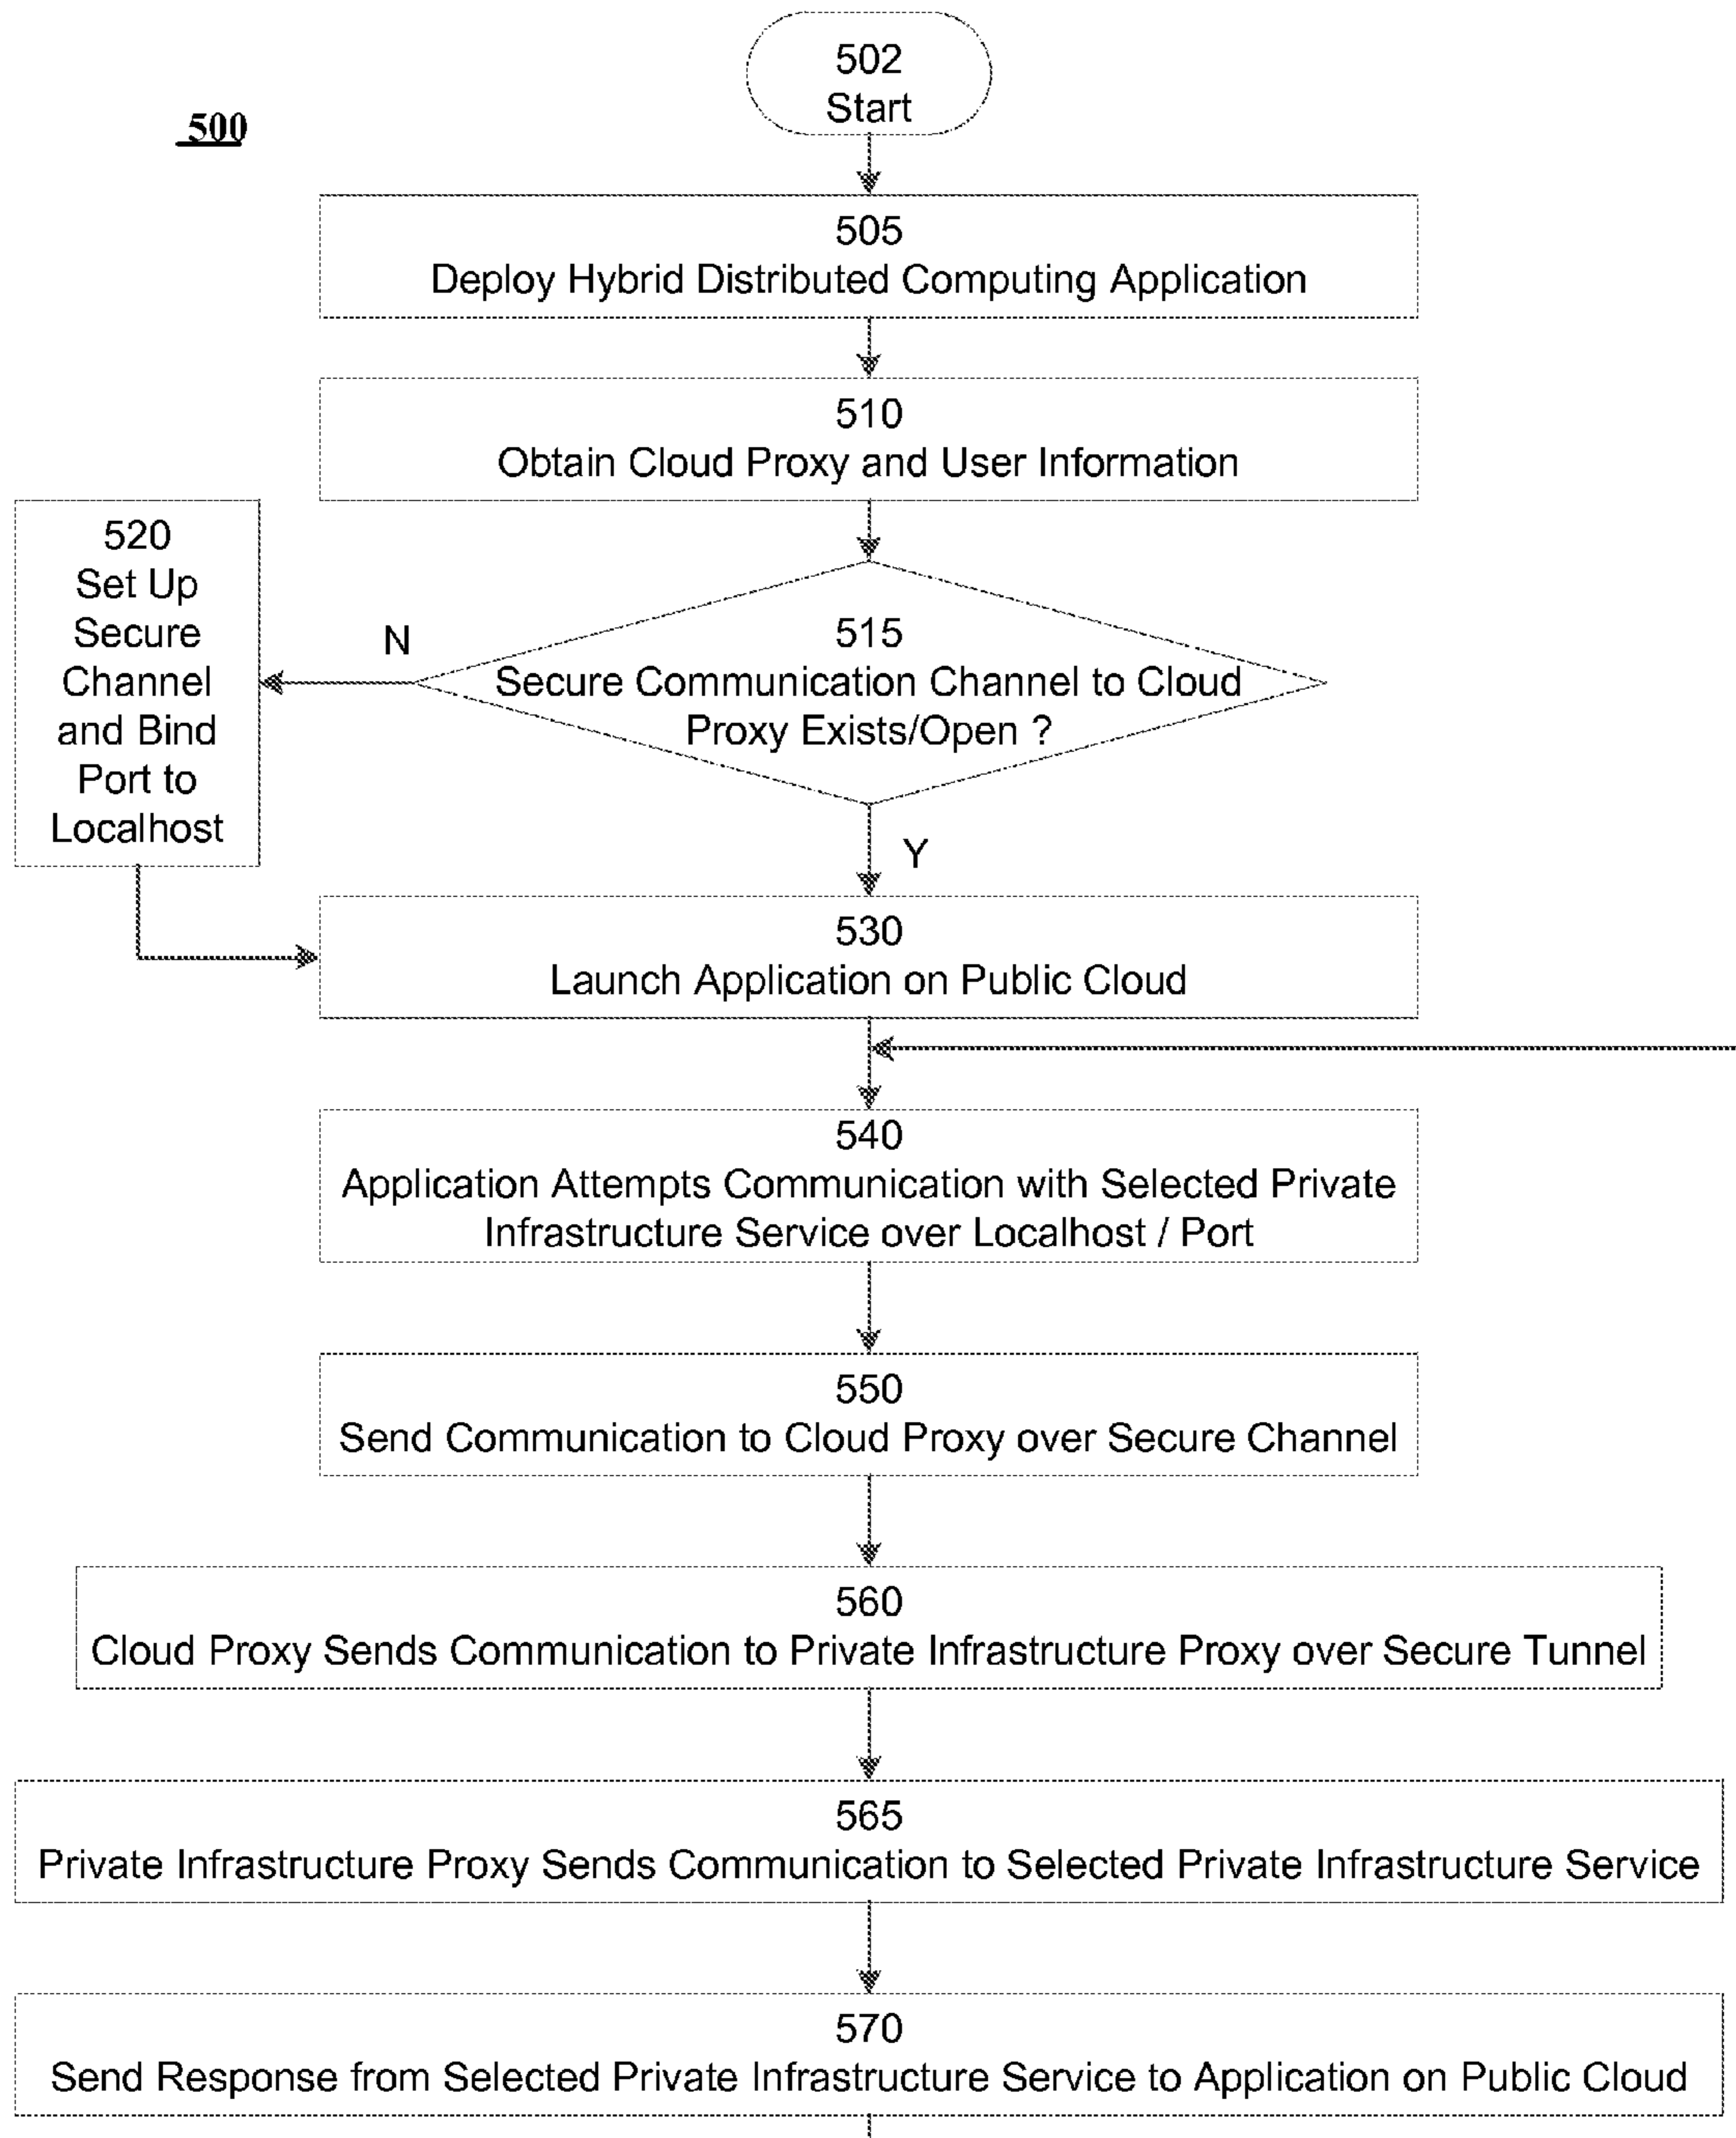 502
Start
500
505
Deploy Hybrid Distributed Computing Application
510
Obtain Cloud Proxy and User Information
520
Set Up
Secure
Channel
and Bind
Port to
Localhost
N
515
Secure Communication Channel to Cloud
Proxy Exists/Open ?
Y
530
Launch Application on Public Cloud
540
Application Attempts Communication with Selected Private
Infrastructure Service over Localhost / Port
550
Send Communication to Cloud Proxy over Secure Channel
560
Cloud Proxy Sends Communication to Private Infrastructure Proxy over Secure Tunnel
565
Private Infrastructure Proxy Sends Communication to Selected Private Infrastructure Service
570
Send Response from Selected Private Infrastructure Service to Application on Public Cloud